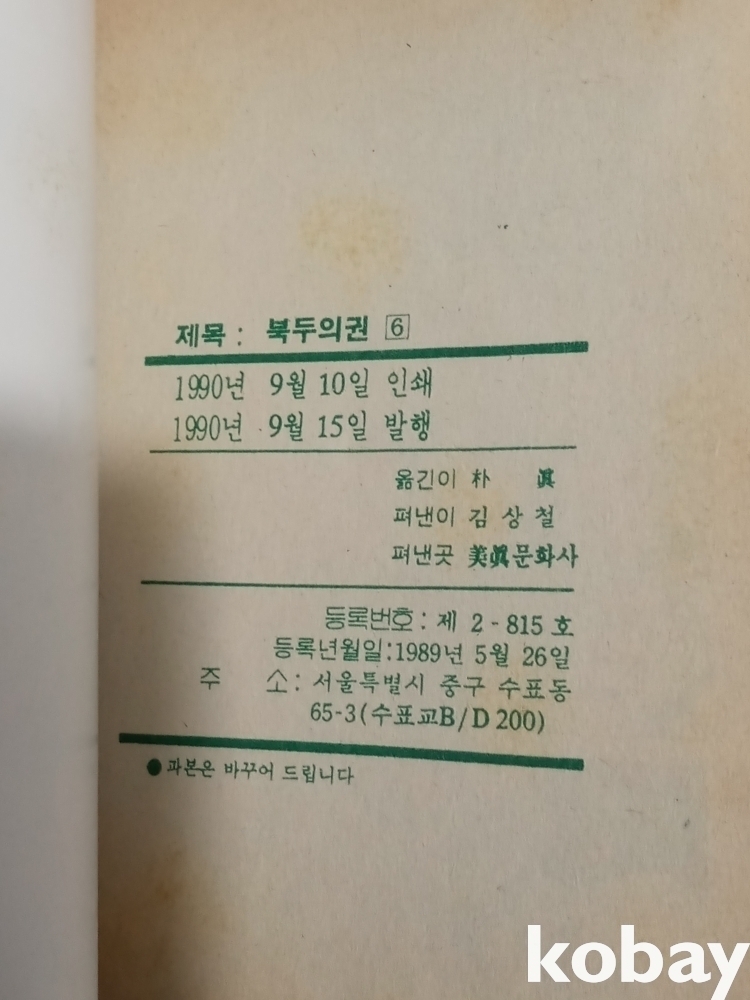 제목 : 북두의권 6
1990년 9월 10일 인쇄
1990년 9월 15일 발행
옮긴이 朴 眞
펴낸이 김상철
펴낸곳 美眞문화사
등록번호 : 제 2 - 815 호
등록년월일:1989년 5월 26일
주 소: 서울특별시 중구 수표동
65-3(수표교B/D 200)
●파본은 바꾸어 드립니다
kobay